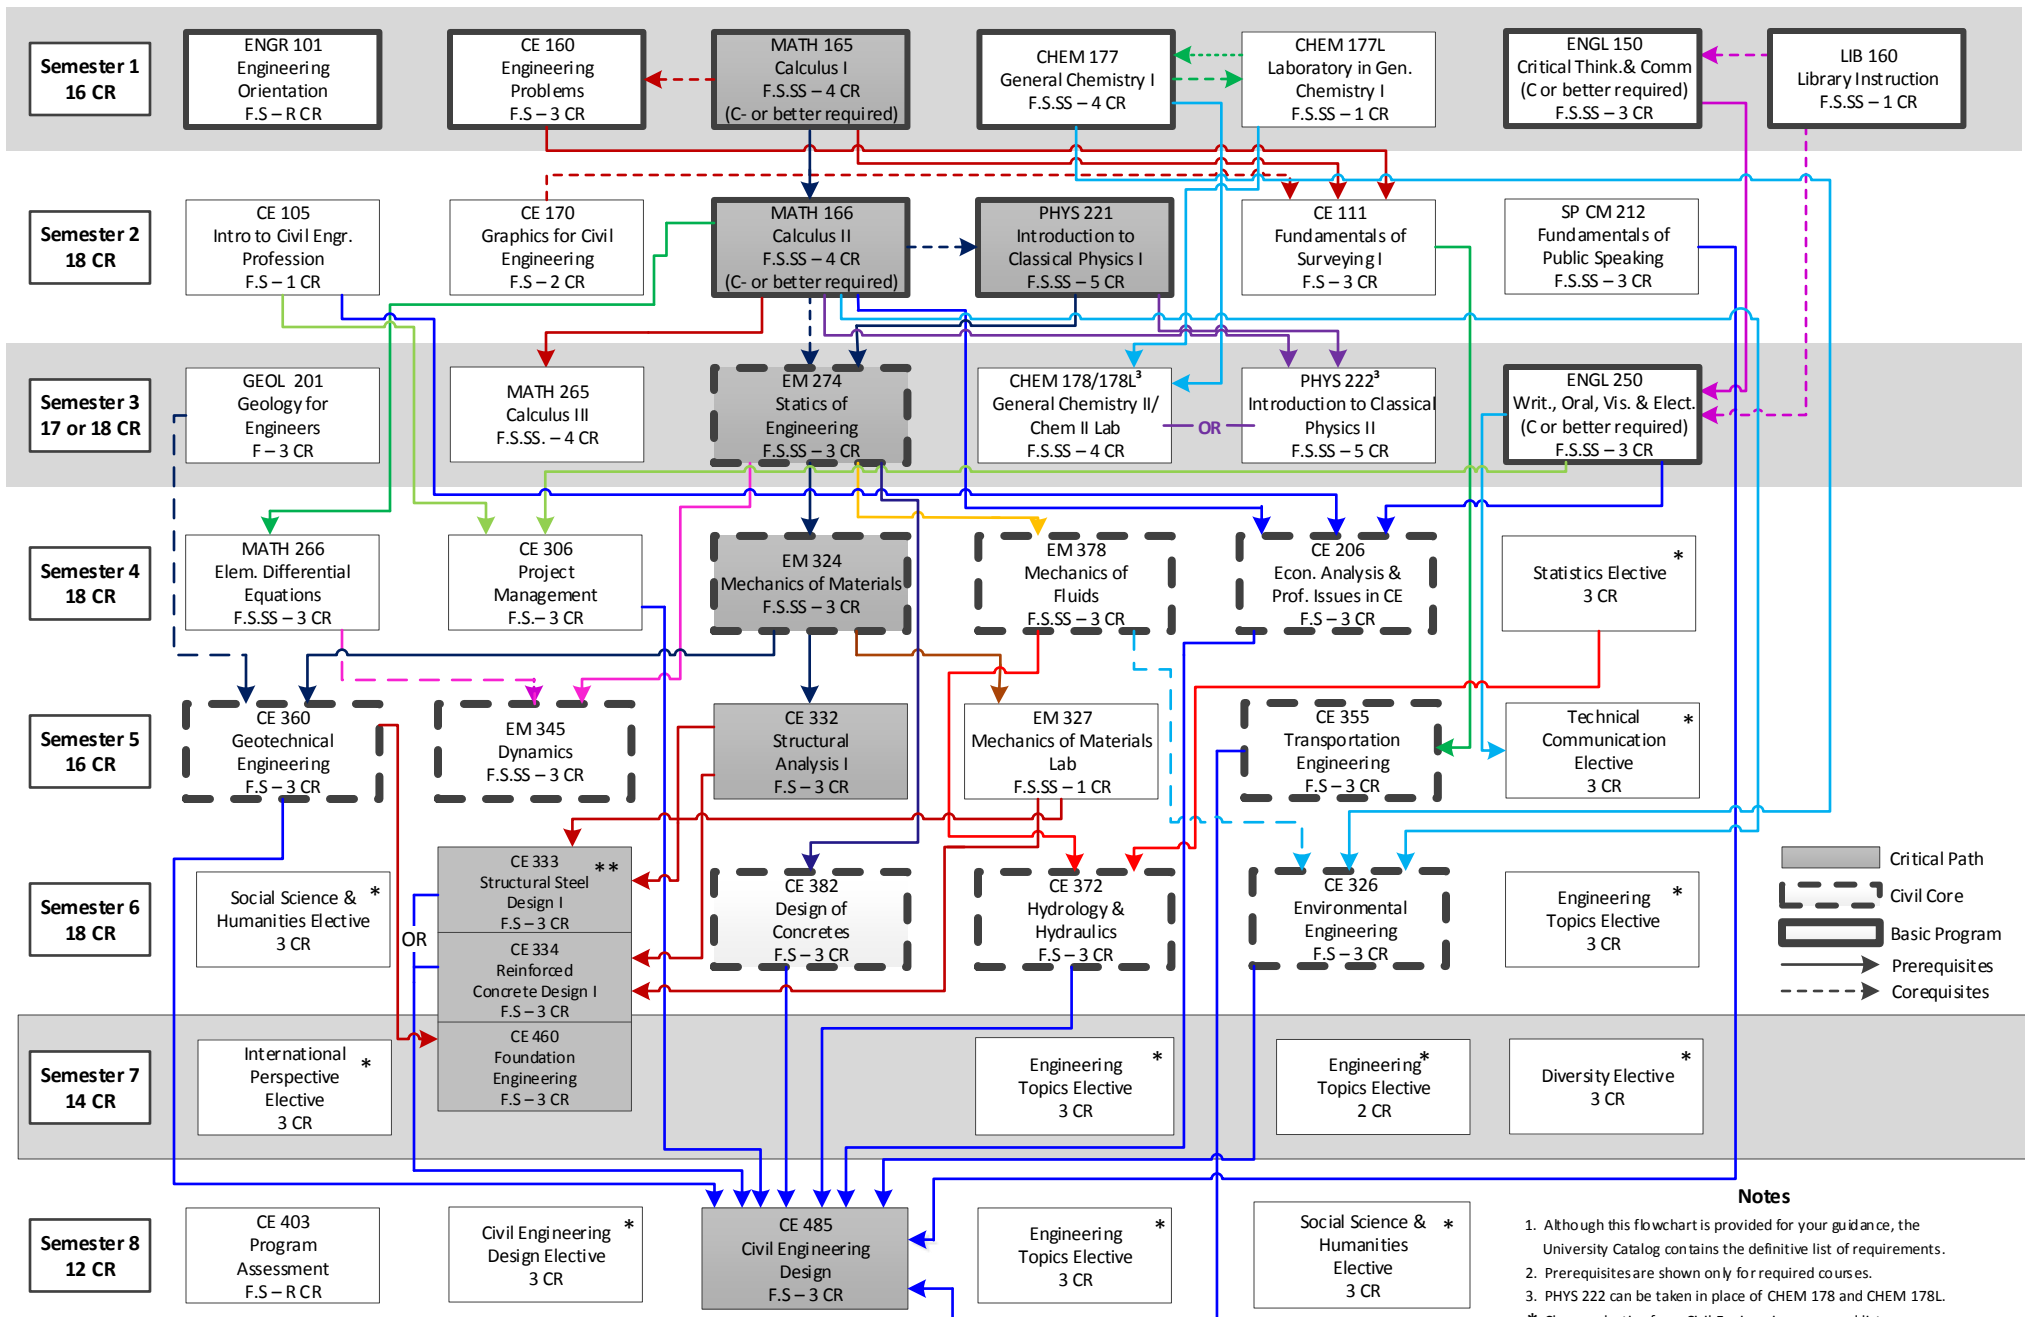 Semester 1
16 CR
ENGR 101
Engineering
Orientation
F.S – R CR
CE 160
Engineering
Problems
F.S – 3 CR
MATH 165
Calculus I
F.S.SS – 4 CR
(C- or better required)
CHEM 177
General Chemistry I
F.S.SS – 4 CR
CHEM 177L
Laboratory in Gen.
Chemistry I
F.S.SS – 1 CR
ENGL 150
Critical Think.& Comm
(C or better required)
F.S.SS – 3 CR
LIB 160
Library Instruction
F.S.SS – 1 CR
Semester 2
18 CR
CE 105
Intro to Civil Engr.
Profession
F.S – 1 CR
CE 170
Graphics for Civil
Engineering
F.S – 2 CR
MATH 166
Calculus II
F.S.SS – 4 CR
(C- or better required)
PHYS 221
Introduction to
Classical Physics I
F.S.SS – 5 CR
CE 111
Fundamentals of
Surveying I
F.S – 3 CR
SP CM 212
Fundamentals of
Public Speaking
F.S.SS – 3 CR
Semester 3
17 or 18 CR
GEOL 201
Geology for
Engineers
F – 3 CR
MATH 265
Calculus III
F.S.SS. – 4 CR
EM 274
Statics of
Engineering
F.S.SS – 3 CR
CHEM 178/178L³
General Chemistry II/
Chem II Lab
F.S.SS – 4 CR
OR
PHYS 222³
Introduction to Classical
Physics II
F.S.SS – 5 CR
ENGL 250
Writ., Oral, Vis. & Elect.
(C or better required)
F.S.SS – 3 CR
Semester 4
18 CR
MATH 266
Elem. Differential
Equations
F.S.SS – 3 CR
CE 306
Project
Management
F.S.– 3 CR
EM 324
Mechanics of Materials
F.S.SS – 3 CR
EM 378
Mechanics of
Fluids
F.S.SS – 3 CR
CE 206
Econ. Analysis &
Prof. Issues in CE
F.S – 3 CR
Statistics Elective *
3 CR
Semester 5
16 CR
CE 360
Geotechnical
Engineering
F.S – 3 CR
EM 345
Dynamics
F.S.SS – 3 CR
CE 332
Structural
Analysis I
F.S – 3 CR
EM 327
Mechanics of Materials
Lab
F.S.SS – 1 CR
CE 355
Transportation
Engineering
F.S – 3 CR
Technical *
Communication
Elective
3 CR
Semester 6
18 CR
Social Science & *
Humanities Elective
3 CR
OR
CE 333 **
Structural Steel
Design I
F.S – 3 CR
CE 334
Reinforced
Concrete Design I
F.S – 3 CR
CE 382
Design of
Concretes
F.S – 3 CR
CE 372
Hydrology &
Hydraulics
F.S – 3 CR
CE 326
Environmental
Engineering
F.S – 3 CR
Engineering *
Topics Elective
3 CR
Critical Path
Civil Core
Basic Program
Prerequisites
Corequisites
Semester 7
14 CR
International *
Perspective
Elective
3 CR
CE 460
Foundation
Engineering
F.S – 3 CR
Engineering *
Topics Elective
3 CR
Engineering *
Topics Elective
2 CR
Diversity Elective *
3 CR
Semester 8
12 CR
CE 403
Program
Assessment
F.S – R CR
Civil Engineering *
Design Elective
3 CR
CE 485
Civil Engineering
Design
F.S – 3 CR
Engineering *
Topics Elective
3 CR
Social Science & *
Humanities
Elective
3 CR
Notes
1. Although this flowchart is provided for your guidance, the
University Catalog contains the definitive list of requirements.
2. Prerequisites are shown only for required courses.
3. PHYS 222 can be taken in place of CHEM 178 and CHEM 178L.